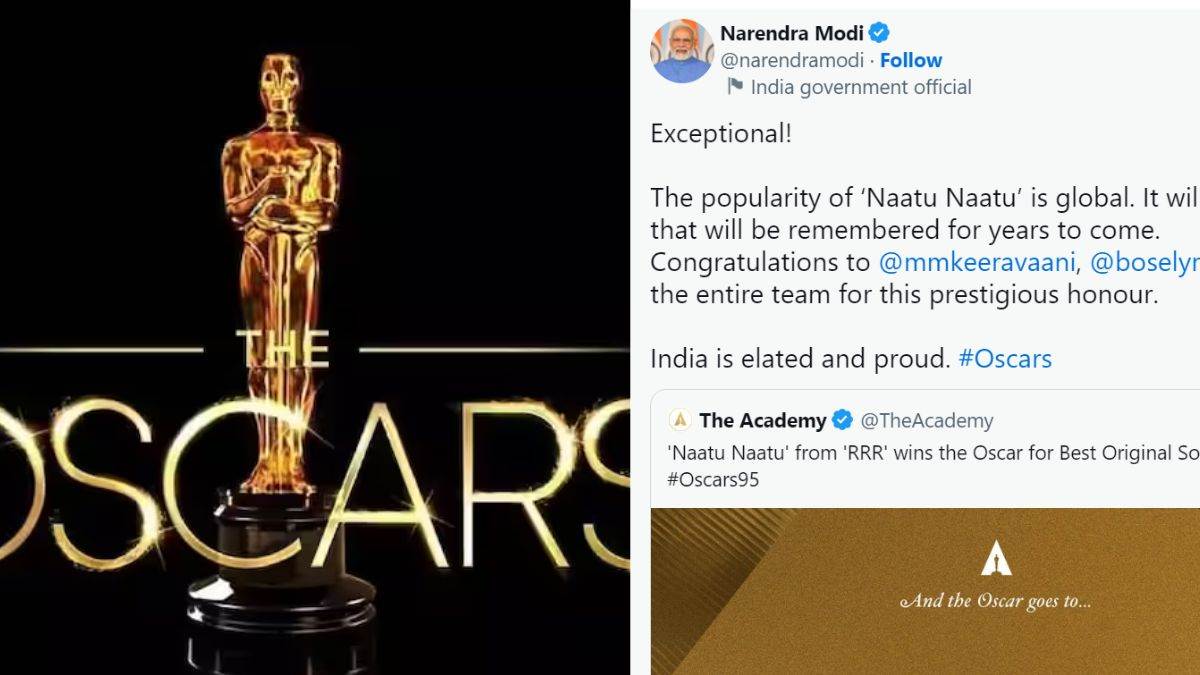 THE
OSCARS
Narendra Modi
@narendramodi · Follow
India government official
Exceptional!
The popularity of ‘Naatu Naatu’ is global. It wil
that will be remembered for years to come.
Congratulations to @mmkeeravaani, @boselyr
the entire team for this prestigious honour.
India is elated and proud. #Oscars
The Academy @TheAcademy
'Naatu Naatu' from 'RRR' wins the Oscar for Best Original So
#Oscars95
And the Oscar goes to...